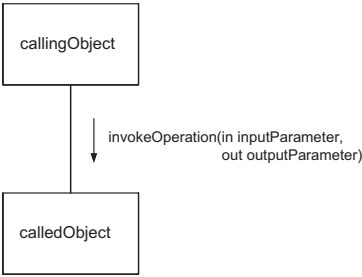 callingObject
invokeOperation(in inputParameter,
out outputParameter)
calledObject